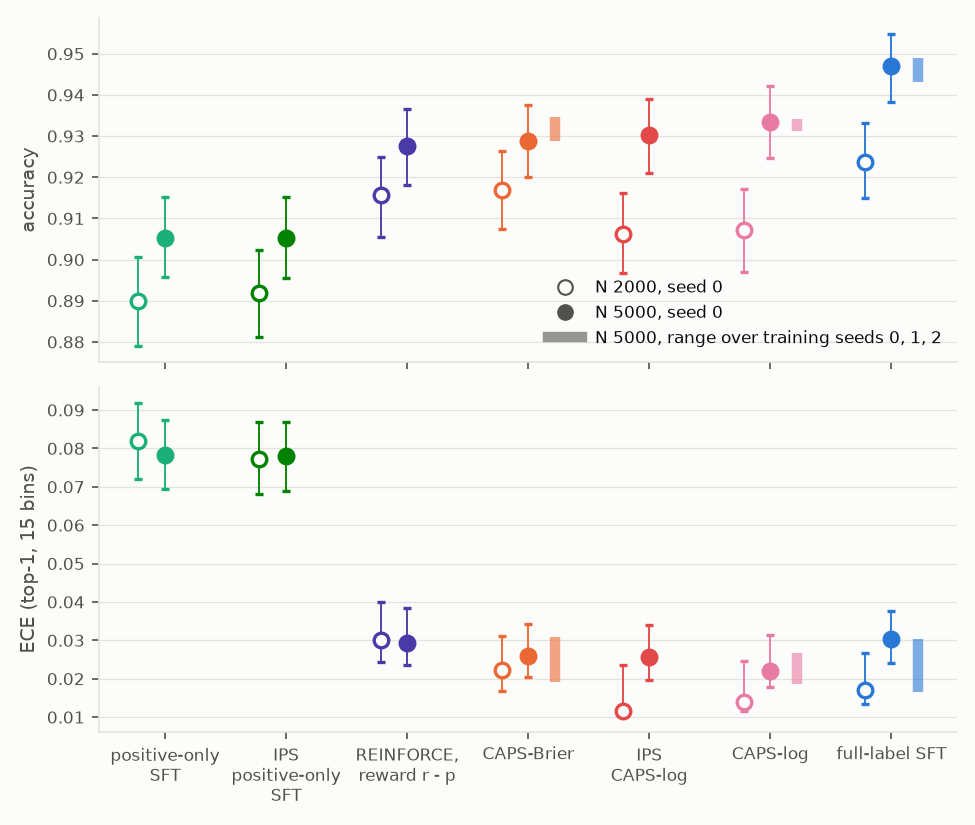 0.95
0.94
0.93
0.92
0.91
0.90
0.89
0.88
accuracy
N 2000, seed 0
N 5000, seed 0
N 5000, range over training seeds 0, 1, 2
0.09
0.08
0.07
0.06
0.05
0.04
0.03
0.02
0.01
ECE (top-1, 15 bins)
positive-only
SFT
IPS
positive-only
SFT
REINFORCE,
reward r - p
CAPS-Brier
IPS
CAPS-log
CAPS-log
full-label SFT